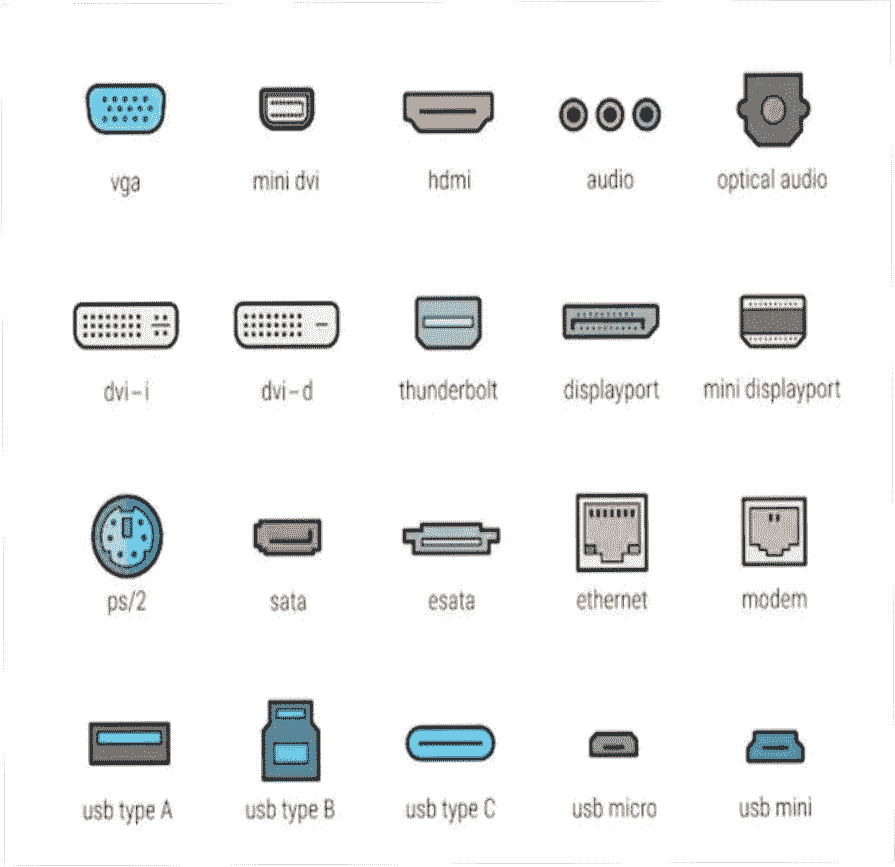 vga mini dvi hdmi audio optical audio
dvi-i dvi-d thunderbolt displayport mini displayport
ps/2 sata esata ethernet modem
usb type A usb type B usb type C usb micro usb mini